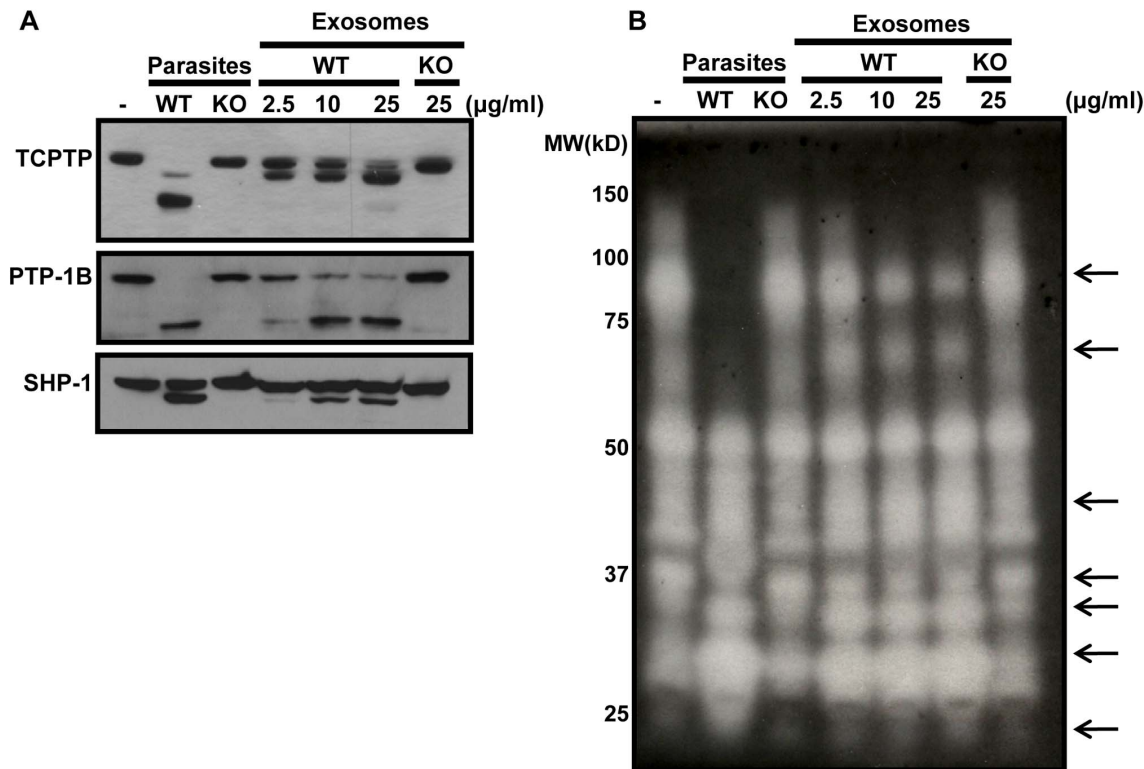 A
Exosomes
Parasites WT KO
- WT KO 2.5 10 25 25 (µg/ml)
TCPTP
PTP-1B
SHP-1
B
Exosomes
Parasites WT KO
- WT KO 2.5 10 25 25 (µg/ml)
MW(kD)
150
100
75
50
37
25